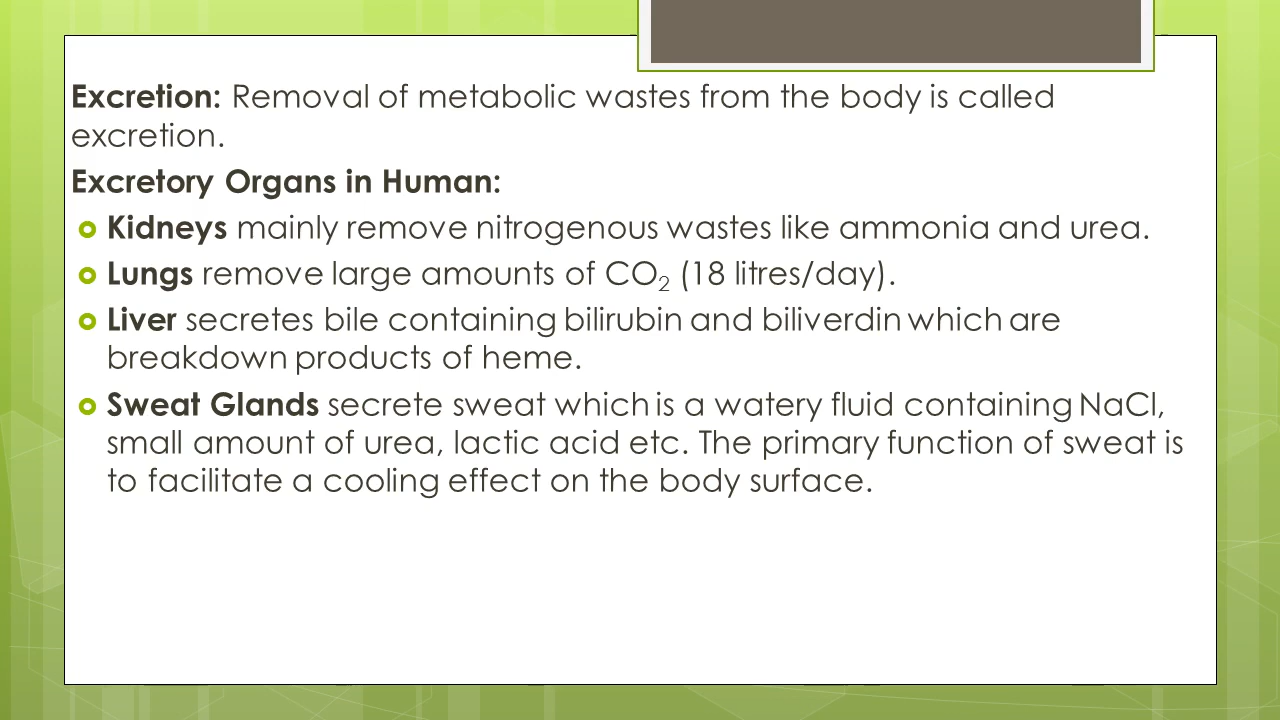 Excretion: Removal of metabolic wastes from the body is called
excretion.
Excretory Organs in Human:
Kidneys mainly remove nitrogenous wastes like ammonia and urea.
Lungs remove large amounts of CO₂ (18 litres/day).
Liver secretes bile containing bilirubin and biliverdin which are
breakdown products of heme.
Sweat Glands secrete sweat which is a watery fluid containing NaCl,
small amount of urea, lactic acid etc. The primary function of sweat is
to facilitate a cooling effect on the body surface.